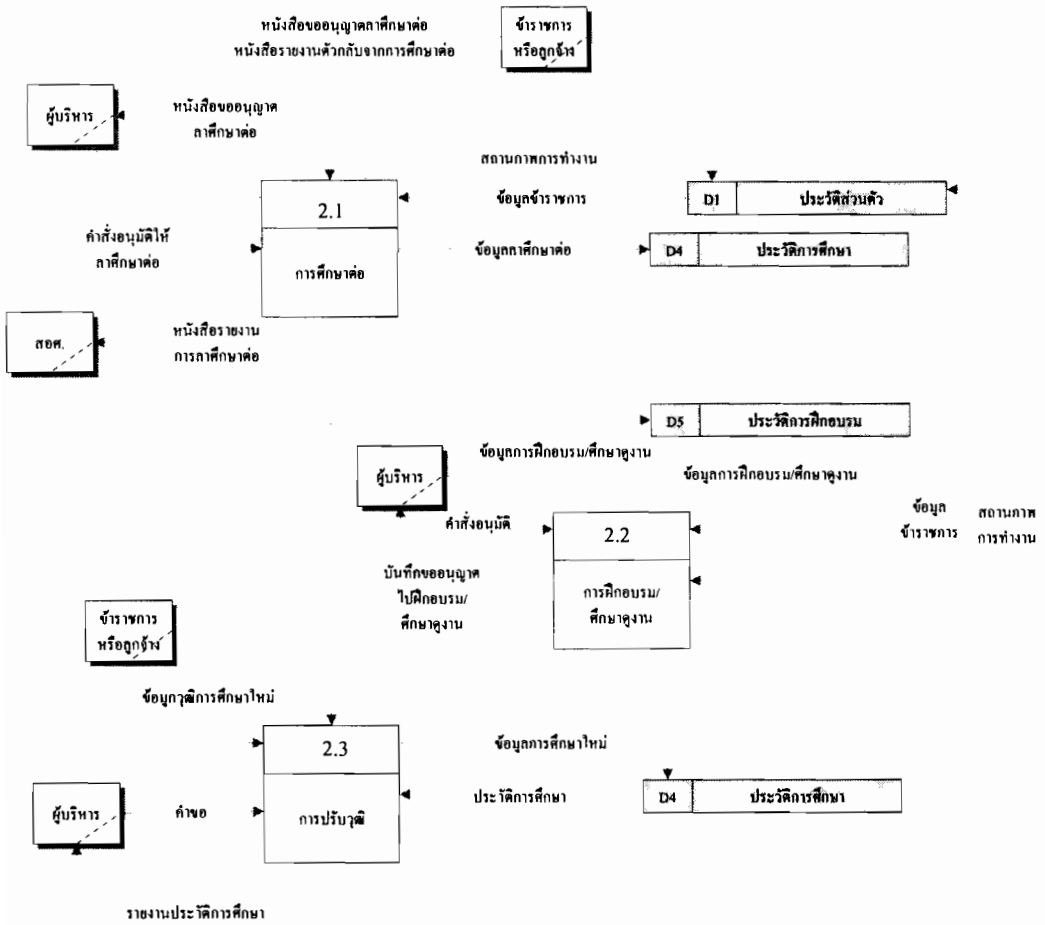 หนังสือขออนุญาตลาศึกษาต่อ
หนังสือรายงานตัวกลับจากการศึกษาต่อ
ข้าราชการ
หรือลูกจ้าง
ผู้บริหาร
หนังสือขออนุญาต
ลาศึกษาต่อ
สถานภาพการทำงาน
2.1
ข้อมูลข้าราชการ
D1
ประวัติส่วนตัว
คำสั่งอนุมัติให้
ลาศึกษาต่อ
การศึกษาต่อ
ข้อมูลลาศึกษาต่อ
D4
ประวัติการศึกษา
สอศ.
หนังสือรายงาน
การลาศึกษาต่อ
D5
ประวัติการฝึกอบรม
ข้อมูลการฝึกอบรม/ศึกษาดูงาน
ผู้บริหาร
ข้อมูลการฝึกอบรม/ศึกษาดูงาน
คำสั่งอนุมัติ
2.2
ข้อมูล
ข้าราชการ
สถานภาพ
การทำงาน
บันทึกขออนุญาต
ไปฝึกอบรม/
ศึกษาดูงาน
การฝึกอบรม/
ศึกษาดูงาน
ข้าราชการ
หรือลูกจ้าง
ข้อมูลวุฒิการศึกษาใหม่
2.3
ข้อมูลการศึกษาใหม่
ผู้บริหาร
คำขอ
การปรับวุฒิ
ประวัติการศึกษา
D4
ประวัติการศึกษา
รายงานประวัติการศึกษา